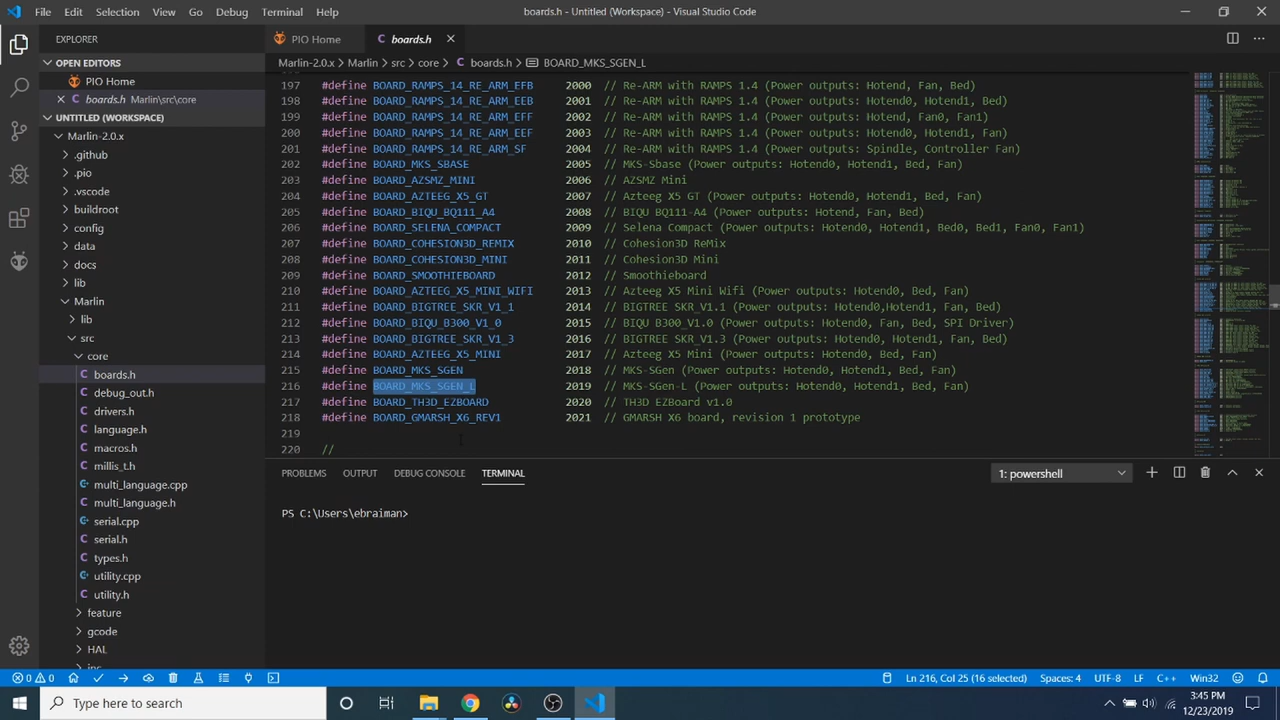 File Edit Selection View Go Debug Terminal Help boards.h - Untitled (Workspace) - Visual Studio Code
EXPLORER PIO Home boards.h
OPEN EDITORS
PIO Home
boards.h Marlin\src\core
UNTITLED (WORKSPACE)
Marlin-2.0.x
.github
.pio
.vscode
buildroot
config
data
docs
lib
Marlin
lib
src
core
boards.h
debug_out.h
drivers.h
language.h
macros.h
millis_t.h
multi_language.cpp
multi_language.h
serial.cpp
serial.h
types.h
utility.cpp
utility.h
feature
gcode
HAL
inc
Marlin-2.0.x > Marlin > src > core > boards.h > BOARD_MKS_SGEN_L
197 #define BOARD_RAMPS_14_RE_ARM_EFB 2000 // Re-ARM with RAMPS 1.4 (Power outputs: Hotend, Fan, Bed)
198 #define BOARD_RAMPS_14_RE_ARM_EEB 2001 // Re-ARM with RAMPS 1.4 (Power outputs: Hotend0, Hotend1, Bed)
199 #define BOARD_RAMPS_14_RE_ARM_EFF 2002 // Re-ARM with RAMPS 1.4 (Power outputs: Hotend, Fan0, Fan1)
200 #define BOARD_RAMPS_14_RE_ARM_EEF 2003 // Re-ARM with RAMPS 1.4 (Power outputs: Hotend0, Hotend1, Fan)
201 #define BOARD_RAMPS_14_RE_ARM_SF 2004 // Re-ARM with RAMPS 1.4 (Power outputs: Spindle, Controller Fan)
202 #define BOARD_MKS_SBASE 2005 // MKS-Sbase (Power outputs: Hotend0, Hotend1, Bed, Fan)
203 #define BOARD_AZSMZ_MINI 2006 // AZSMZ Mini
204 #define BOARD_AZTEEG_X5_GT 2007 // Azteeg X5 GT (Power outputs: Hotend0, Hotend1, Bed, Fan)
205 #define BOARD_BIQU_BQ111_A4 2008 // BIQU BQ111-A4 (Power outputs: Hotend, Fan, Bed)
206 #define BOARD_SELENA_COMPACT 2009 // Selena Compact (Power outputs: Hotend0, Hotend1, Bed0, Bed1, Fan0, Fan1)
207 #define BOARD_COHESION3D_REMIX 2010 // Cohesion3D ReMix
208 #define BOARD_COHESION3D_MINI 2011 // Cohesion3D Mini
209 #define BOARD_SMOOTHIEBOARD 2012 // Smoothieboard
210 #define BOARD_AZTEEG_X5_MINI_WIFI 2013 // Azteeg X5 Mini Wifi (Power outputs: Hotend0, Bed, Fan)
211 #define BOARD_BIGTREE_SKR_V1_1 2014 // BIGTREE SKR_V1.1 (Power outputs: Hotend0,Hotend1, Fan, Bed)
212 #define BOARD_BIQU_B300_V1_0 2015 // BIQU B300_V1.0 (Power outputs: Hotend0, Fan, Bed, SPI Driver)
213 #define BOARD_BIGTREE_SKR_V1_3 2016 // BIGTREE SKR_V1.3 (Power outputs: Hotend0, Hotend1, Fan, Bed)
214 #define BOARD_AZTEEG_X5_MINI 2017 // Azteeg X5 Mini (Power outputs: Hotend0, Bed, Fan)
215 #define BOARD_MKS_SGEN 2018 // MKS-SGen (Power outputs: Hotend0, Hotend1, Bed, Fan)
216 #define BOARD_MKS_SGEN_L 2019 // MKS-SGen-L (Power outputs: Hotend0, Hotend1, Bed, Fan)
217 #define BOARD_TH3D_EZBOARD 2020 // TH3D EZBoard v1.0
218 #define BOARD_GMARSH_X6_REV1 2021 // GMARSH X6 board, revision 1 prototype
219
220 //
PROBLEMS OUTPUT DEBUG CONSOLE TERMINAL 1: powershell
PS C:\Users\ebraiman>
0 0 Ln 216, Col 25 (16 selected) Spaces: 4 UTF-8 LF C++ Win32
Type here to search 3:45 PM
12/23/2019